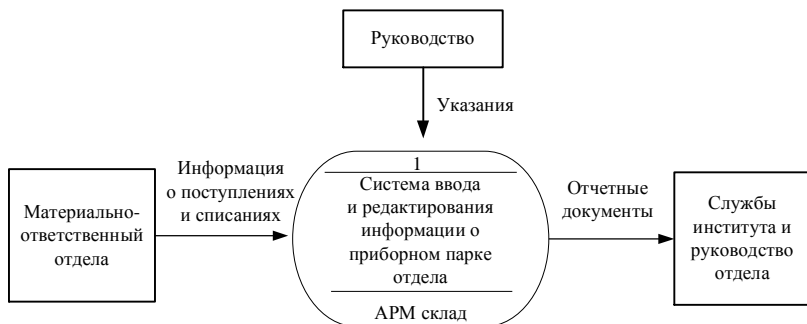 Руководство
Указания
Информация
о поступлениях
и списаниях
1
Система ввода
и редактирования
информации о
приборном парке
отдела
АРМ склад
Отчетные
документы
Материально-
ответственный
отдела
Службы
института и
руководство
отдела